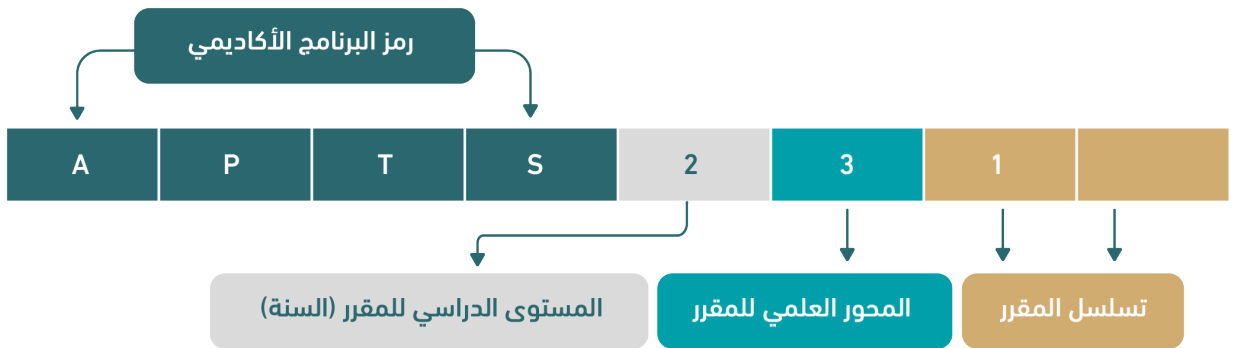 رمز البرنامج الأكاديمي
A P T S 2 3 1
المستوى الدراسي للمقرر (السنة) المحور العلمي للمقرر تسلسل المقرر